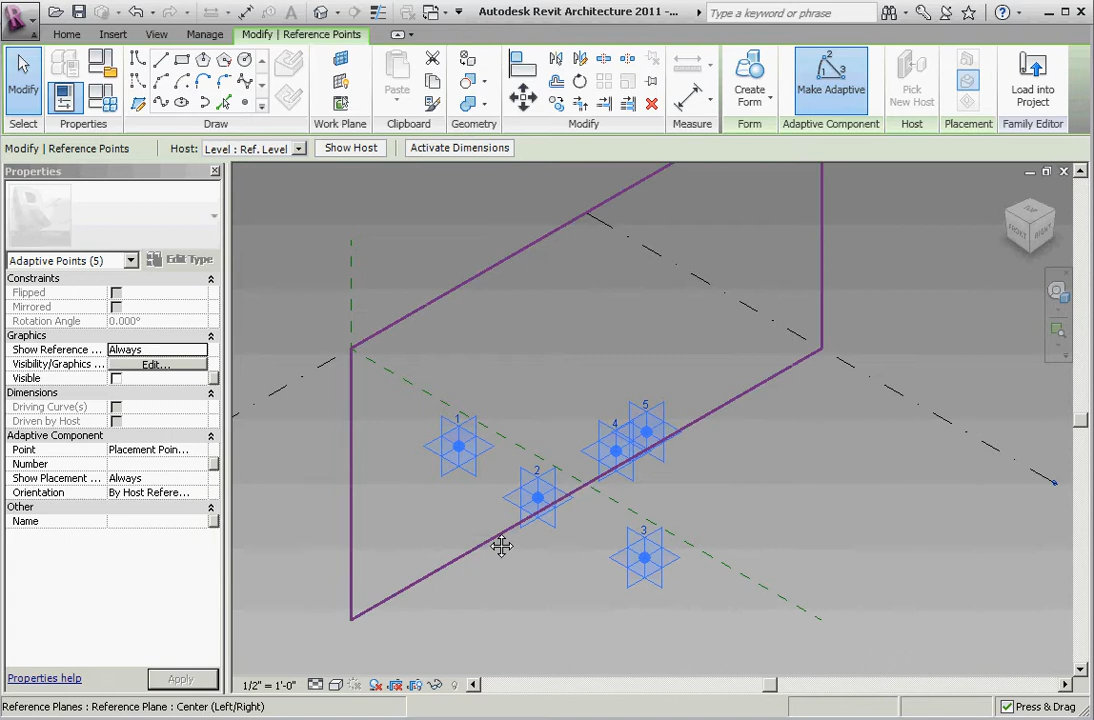 Autodesk Revit Architecture 2011 -...
Type a keyword or phrase
Home Insert Annotate View Manage Modify | Reference Points
Modify
Paste
Create Form
Make Adaptive
Pick New Host
Load into Project
Select Properties Draw Work Plane Clipboard Geometry Modify Measure Form Adaptive Component Host Placement Family Editor
Modify | Reference Points Host: Level : Ref. Level Show Host Activate Dimensions
Properties
Adaptive Points (5) Edit Type
Constraints
Flipped
Mirrored
Rotation Angle 0.000°
Graphics
Show Reference ... Always
Visibility/Graphics ... Edit...
Visible
Dimensions
Driving Curve(s)
Driven by Host
Adaptive Component
Point Placement Poin...
Number
Show Placement ... Always
Orientation By Host Refere...
Other
Name
Properties help Apply
TOP
FRONT RIGHT
5
1 4
2
3
1/2" = 1'-0"
Reference Planes : Reference Plane : Center (Left/Right) Press & Drag